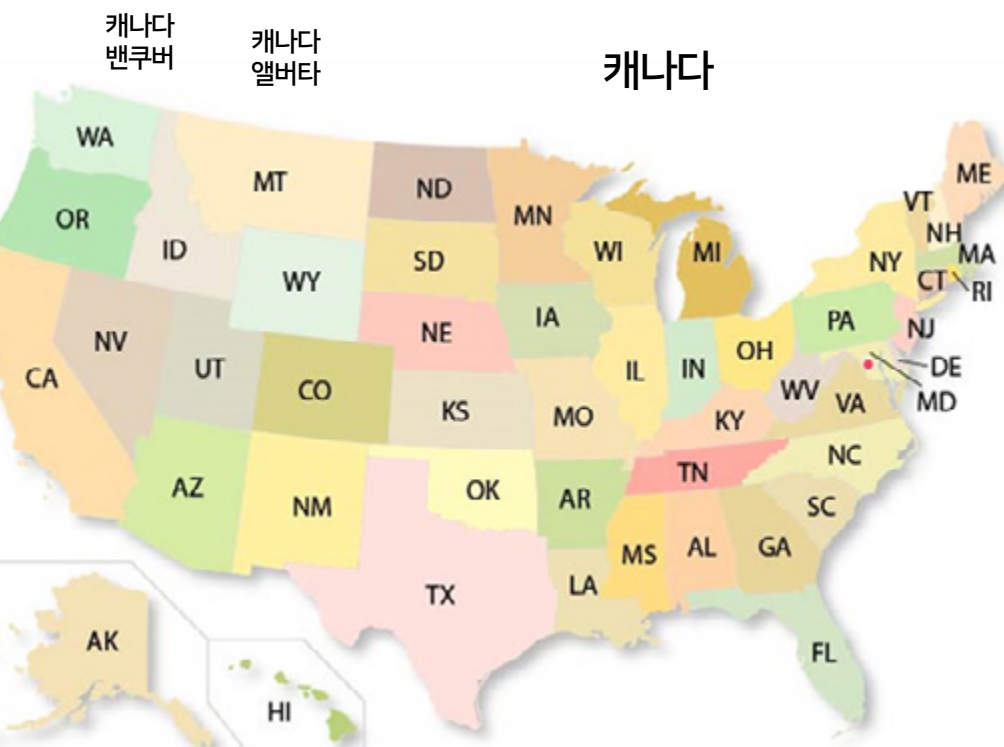 캐나다
밴쿠버
캐나다
앨버타
캐나다
WA
MT
ND
MN
ME
VT
NH
OR
ID
WY
SD
WI
MI
NY
MA
CT
RI
NV
UT
NE
IA
PA
NJ
CA
CO
KS
MO
IL
IN
OH
WV
VA
DE
MD
KY
NC
AZ
NM
OK
AR
TN
SC
TX
LA
MS
AL
GA
FL
AK
HI